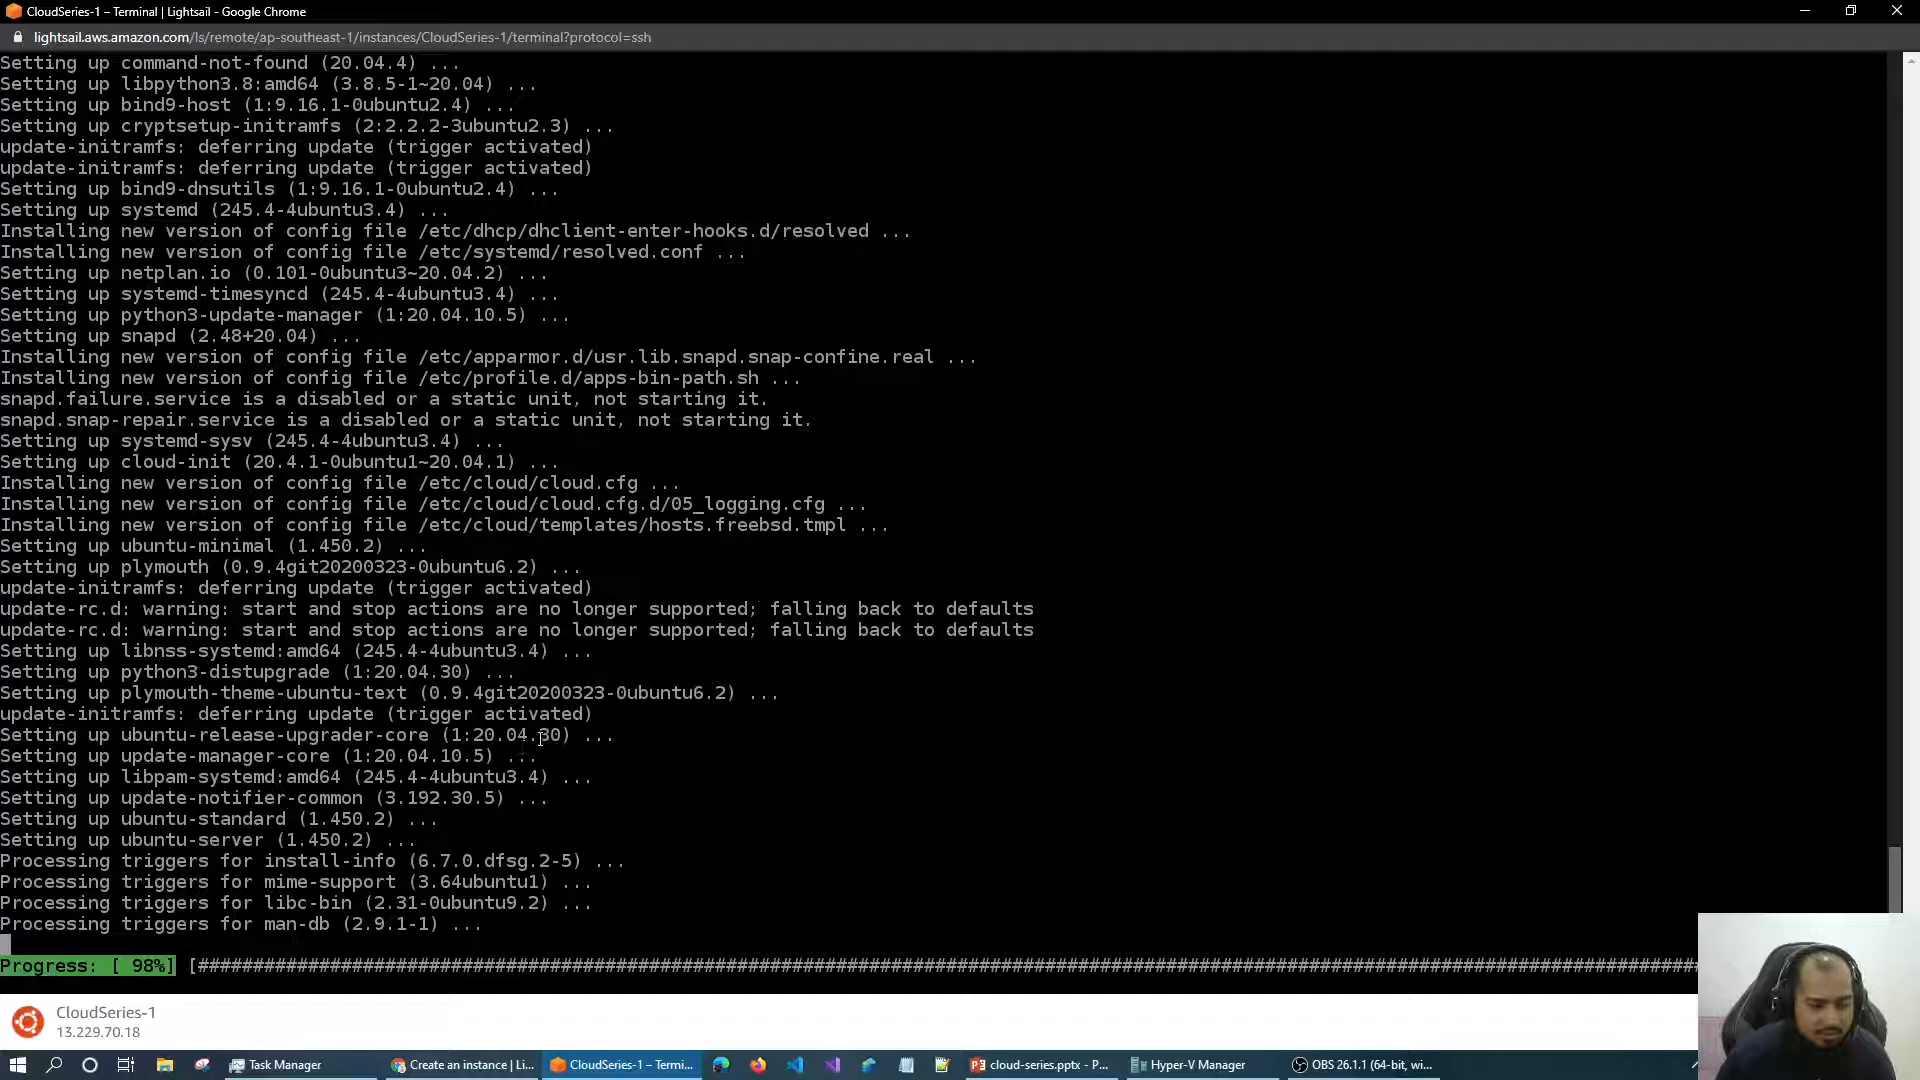 CloudSeries-1 – Terminal | Lightsail - Google Chrome
lightsail.aws.amazon.com/ls/remote/ap-southeast-1/instances/CloudSeries-1/terminal?protocol=ssh
Setting up command-not-found (20.04.4) ...
Setting up libpython3.8:amd64 (3.8.5-1~20.04) ...
Setting up bind9-host (1:9.16.1-0ubuntu2.4) ...
Setting up cryptsetup-initramfs (2:2.2.2-3ubuntu2.3) ...
update-initramfs: deferring update (trigger activated)
update-initramfs: deferring update (trigger activated)
Setting up bind9-dnsutils (1:9.16.1-0ubuntu2.4) ...
Setting up systemd (245.4-4ubuntu3.4) ...
Installing new version of config file /etc/dhcp/dhclient-enter-hooks.d/resolved ...
Installing new version of config file /etc/systemd/resolved.conf ...
Setting up netplan.io (0.101-0ubuntu3~20.04.2) ...
Setting up systemd-timesyncd (245.4-4ubuntu3.4) ...
Setting up python3-update-manager (1:20.04.10.5) ...
Setting up snapd (2.48+20.04) ...
Installing new version of config file /etc/apparmor.d/usr.lib.snapd.snap-confine.real ...
Installing new version of config file /etc/profile.d/apps-bin-path.sh ...
snapd.failure.service is a disabled or a static unit, not starting it.
snapd.snap-repair.service is a disabled or a static unit, not starting it.
Setting up systemd-sysv (245.4-4ubuntu3.4) ...
Setting up cloud-init (20.4.1-0ubuntu1~20.04.1) ...
Installing new version of config file /etc/cloud/cloud.cfg ...
Installing new version of config file /etc/cloud/cloud.cfg.d/05_logging.cfg ...
Installing new version of config file /etc/cloud/templates/hosts.freebsd.tmpl ...
Setting up ubuntu-minimal (1.450.2) ...
Setting up plymouth (0.9.4git20200323-0ubuntu6.2) ...
update-initramfs: deferring update (trigger activated)
update-rc.d: warning: start and stop actions are no longer supported; falling back to defaults
update-rc.d: warning: start and stop actions are no longer supported; falling back to defaults
Setting up libnss-systemd:amd64 (245.4-4ubuntu3.4) ...
Setting up python3-distupgrade (1:20.04.30) ...
Setting up plymouth-theme-ubuntu-text (0.9.4git20200323-0ubuntu6.2) ...
update-initramfs: deferring update (trigger activated)
Setting up ubuntu-release-upgrader-core (1:20.04.30) ...
Setting up update-manager-core (1:20.04.10.5) ...
Setting up libpam-systemd:amd64 (245.4-4ubuntu3.4) ...
Setting up update-notifier-common (3.192.30.5) ...
Setting up ubuntu-standard (1.450.2) ...
Setting up ubuntu-server (1.450.2) ...
Processing triggers for install-info (6.7.0.dfsg.2-5) ...
Processing triggers for mime-support (3.64ubuntu1) ...
Processing triggers for libc-bin (2.31-0ubuntu9.2) ...
Processing triggers for man-db (2.9.1-1) ...
Progress: [ 98%] [########################################################################################################################################
CloudSeries-1
13.229.70.18
Task Manager Create an instance | Li... CloudSeries-1 – Termi... cloud-series.pptx - P... Hyper-V Manager OBS 26.1.1 (64-bit, wi...